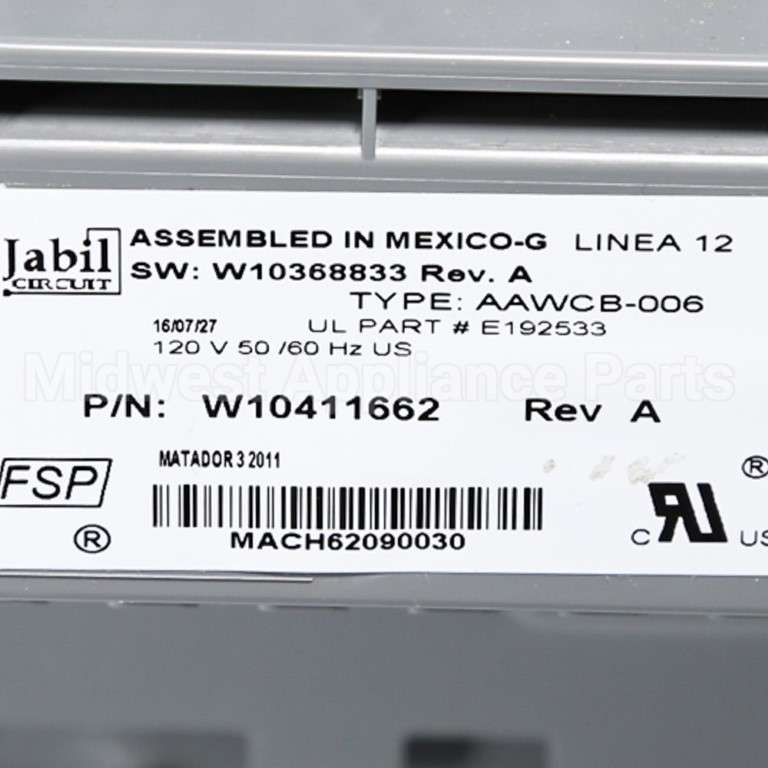 Jabil
CIRCUIT
ASSEMBLED IN MEXICO-G LINEA 12
SW: W10368833 Rev. A
TYPE: AAWCB-006
16/07/27 UL PART # E192533
120 V 50 /60 Hz US
Midwest Appliance Parts
P/N: W10411662 Rev A
MATADOR 3 2011
FSP
®
MACH62090030
®
C RU US